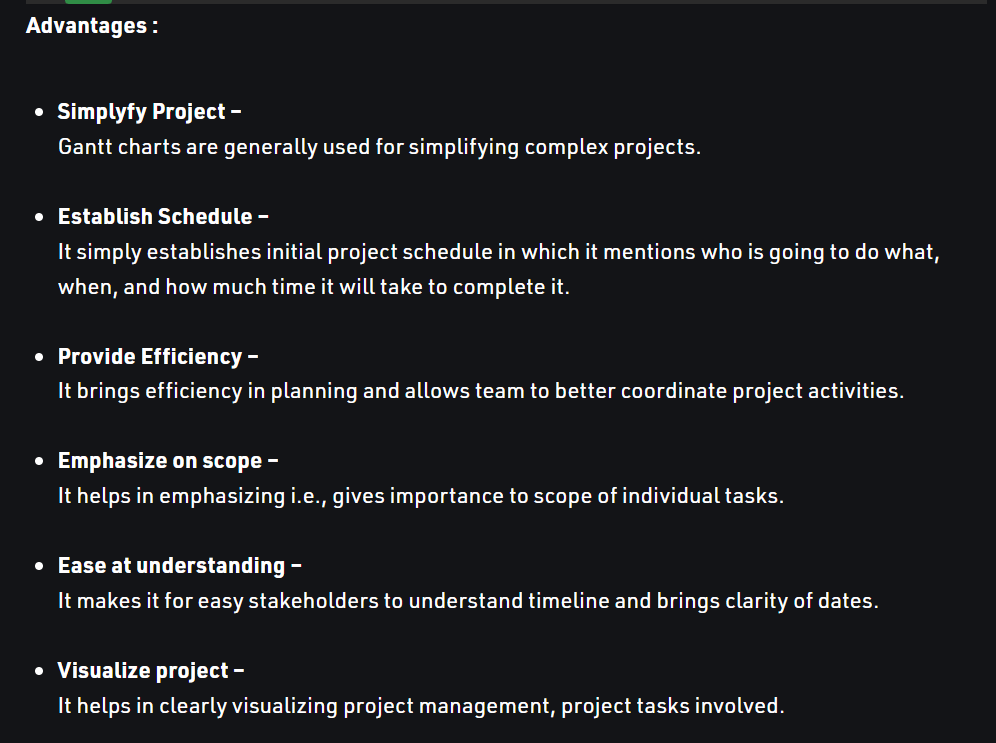 Advantages :
Simplyfy Project –
Gantt charts are generally used for simplifying complex projects.
Establish Schedule –
It simply establishes initial project schedule in which it mentions who is going to do what,
when, and how much time it will take to complete it.
Provide Efficiency –
It brings efficiency in planning and allows team to better coordinate project activities.
Emphasize on scope –
It helps in emphasizing i.e., gives importance to scope of individual tasks.
Ease at understanding –
It makes it for easy stakeholders to understand timeline and brings clarity of dates.
Visualize project –
It helps in clearly visualizing project management, project tasks involved.